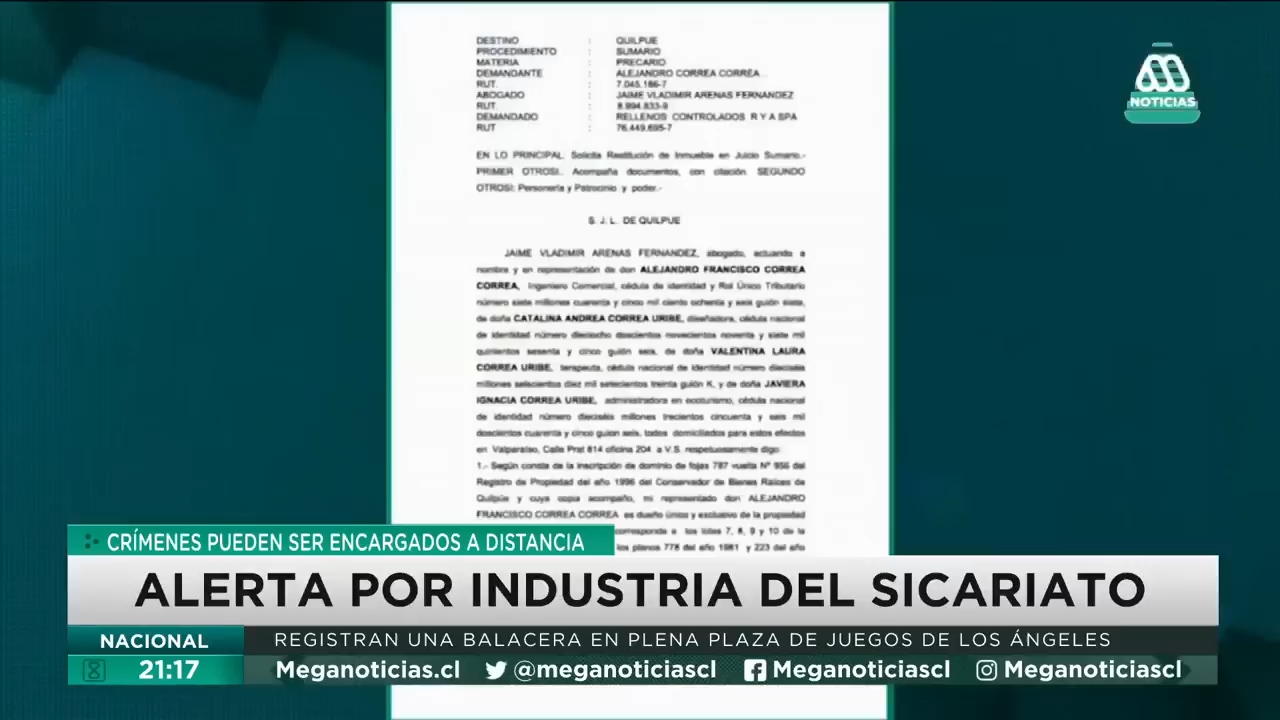 DESTINO : QUILPUE
PROCEDIMIENTO : SUMARIO
MATERIA : PRECARIO
DEMANDANTE : ALEJANDRO CORREA CORREA
RUT. : 7.045.186-7
ABOGADO : JAIME VLADIMIR ARENAS FERNANDEZ
RUT : 8.994.833-9
DEMANDADO : RELLENOS CONTROLADOS R Y A SPA
RUT : 76.449.695-7
EN LO PRINCIPAL. Solicita Restitución de Inmueble en Juicio Sumario.-
PRIMER OTROSI.. Acompaña documentos, con citación. SEGUNDO
OTROSI: Personería y Patrocinio y poder.-
S. J. L. DE QUILPUE
JAIME VLADIMIR ARENAS FERNANDEZ, abogado, actuando a
nombre y en representación de don ALEJANDRO FRANCISCO CORREA
CORREA, Ingeniero Comercial, cédula de identidad y Rol Único Tributario
número siete millones cuarenta y cinco mil ciento ochenta y seis guión siete,
de doña CATALINA ANDREA CORREA URIBE, diseñadora, cédula nacional
de identidad número dieciocho doscientos novecientos noventa y siete mil
quinientos sesenta y cinco guión seis, de doña VALENTINA LAURA
CORREA URIBE, terapeuta, cédula nacional de identidad número dieciséis
millones seiscientos diez mil setecientos treinta guión K, y de doña JAVIERA
IGNACIA CORREA URIBE, administradora en ecoturismo, cédula nacional
de identidad número dieciséis millones trecientos cincuenta y seis mil
doscientos cuarenta y cinco guion seis, todos domiciliados para estos efectos
en Valparaíso, Calle Prat 814 oficina 204 a V.S. respetuosamente digo:
1.- Según consta de la inscripción de dominio de fojas 787 vuelta Nº 956 del
Registro de Propiedad del año 1996 del Conservador de Bienes Raíces de
Quilpúe y cuya copia acompaño, mi representado don ALEJANDRO
FRANCISCO CORREA CORREA es dueño único y exclusivo de la propiedad
corresponde a los lotes 7, 8, 9 y 10 de la
los planos 778 del año 1981 y 223 del año
NOTICIAS
CRÍMENES PUEDEN SER ENCARGADOS A DISTANCIA
ALERTA POR INDUSTRIA DEL SICARIATO
NACIONAL REGISTRAN UNA BALACERA EN PLENA PLAZA DE JUEGOS DE LOS ÁNGELES
21:17 Meganoticias.cl @meganoticiascl Meganoticiascl Meganoticiascl